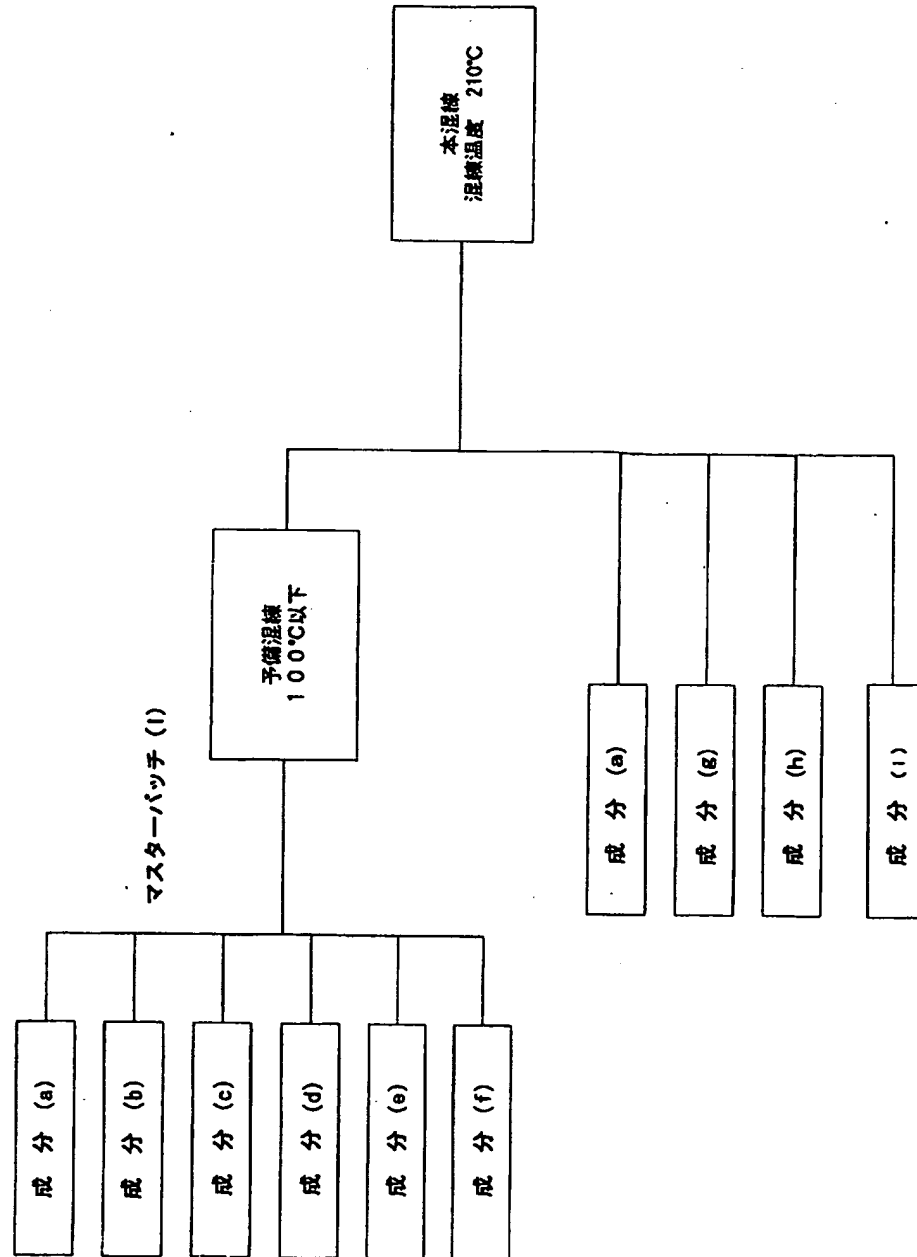 成 分 (a)
成 分 (b)
成 分 (c)
成 分 (d)
成 分 (e)
成 分 (f)
マスターバッチ (I)
予備混練
１００℃以下
成 分 (a)
成 分 (g)
成 分 (h)
成 分 (i)
本混練
混練温度 210℃